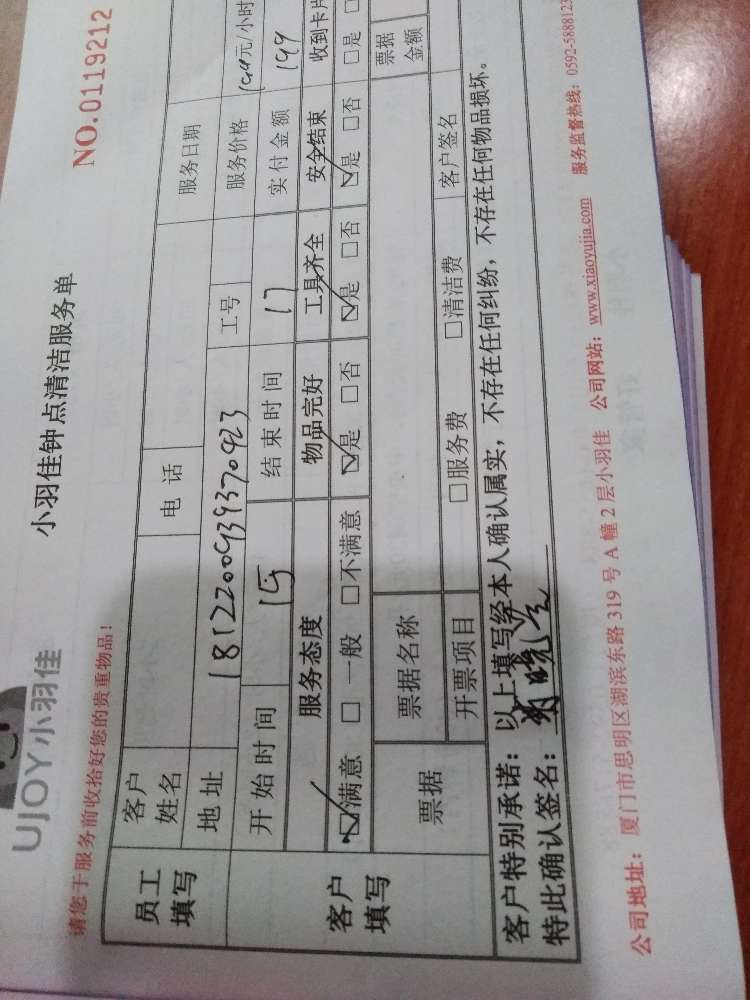 UJOY小羽佳
小羽佳钟点清洁服务单
NO.0119212
请您于服务前收拾好您的贵重物品！
员工填写
客户姓名
电话
服务日期
地址
1812200939370923
工号
服务价格
199元/小时
客户填写
开始时间
15
结束时间
17
实付金额
199
服务态度
物品完好
工具齐全
安全结束
收到卡片
☑满意 □ 一般 □不满意
☑是 □否
☑是 □否
☑是 □否
□是
票据
票据名称
票据金额
开票项目
□服务费 □清洁费
客户签名
客户特别承诺：以上填写经本人确认属实，不存在任何纠纷，不存在任何物品损坏。
特此确认签名：
公司地址：厦门市思明区湖滨东路 319 号 A 幢 2 层小羽佳 公司网站：www.xiaoyujia.com 服务监督热线：0592-5888123